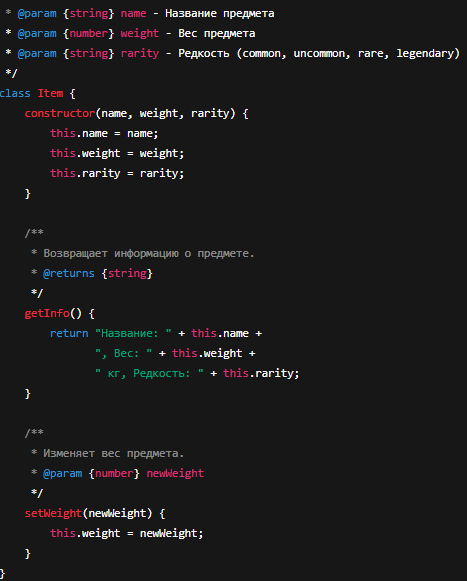 * @param {string} name - Название предмета
* @param {number} weight - Вес предмета
* @param {string} rarity - Редкость (common, uncommon, rare, legendary)
*/
class Item {
    constructor(name, weight, rarity) {
        this.name = name;
        this.weight = weight;
        this.rarity = rarity;
    }

    /**
     * Возвращает информацию о предмете.
     * @returns {string}
     */
    getInfo() {
        return "Название: " + this.name +
               ", Вес: " + this.weight +
               " кг, Редкость: " + this.rarity;
    }

    /**
     * Изменяет вес предмета.
     * @param {number} newWeight
     */
    setWeight(newWeight) {
        this.weight = newWeight;
    }
}